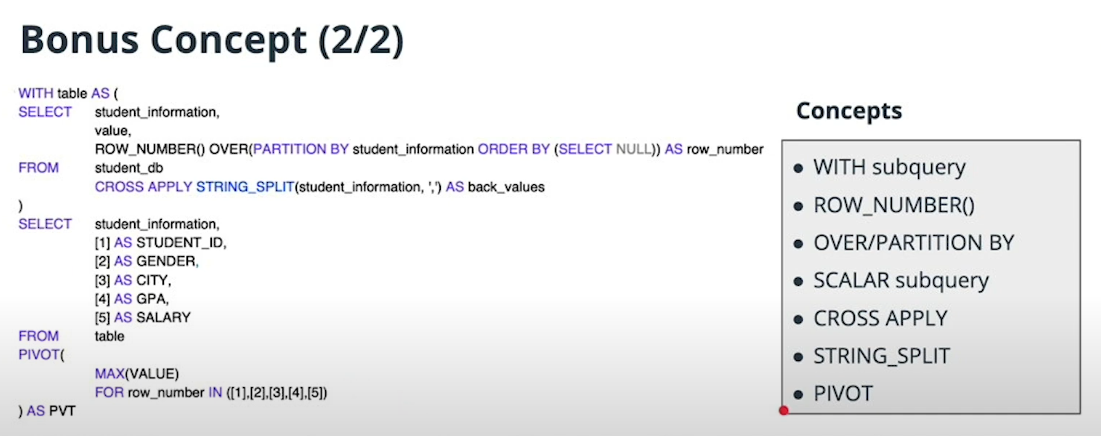 Bonus Concept (2/2)
WITH table AS (
SELECT student_information,
value,
ROW_NUMBER() OVER(PARTITION BY student_information ORDER BY (SELECT NULL)) AS row_number
FROM student_db
CROSS APPLY STRING_SPLIT(student_information, ',') AS back_values
)
SELECT student_information,
[1] AS STUDENT_ID,
[2] AS GENDER,
[3] AS CITY,
[4] AS GPA,
[5] AS SALARY
FROM table
PIVOT(
MAX(VALUE)
FOR row_number IN ([1],[2],[3],[4],[5])
) AS PVT
Concepts
• WITH subquery
• ROW_NUMBER()
• OVER/PARTITION BY
• SCALAR subquery
• CROSS APPLY
• STRING_SPLIT
• PIVOT